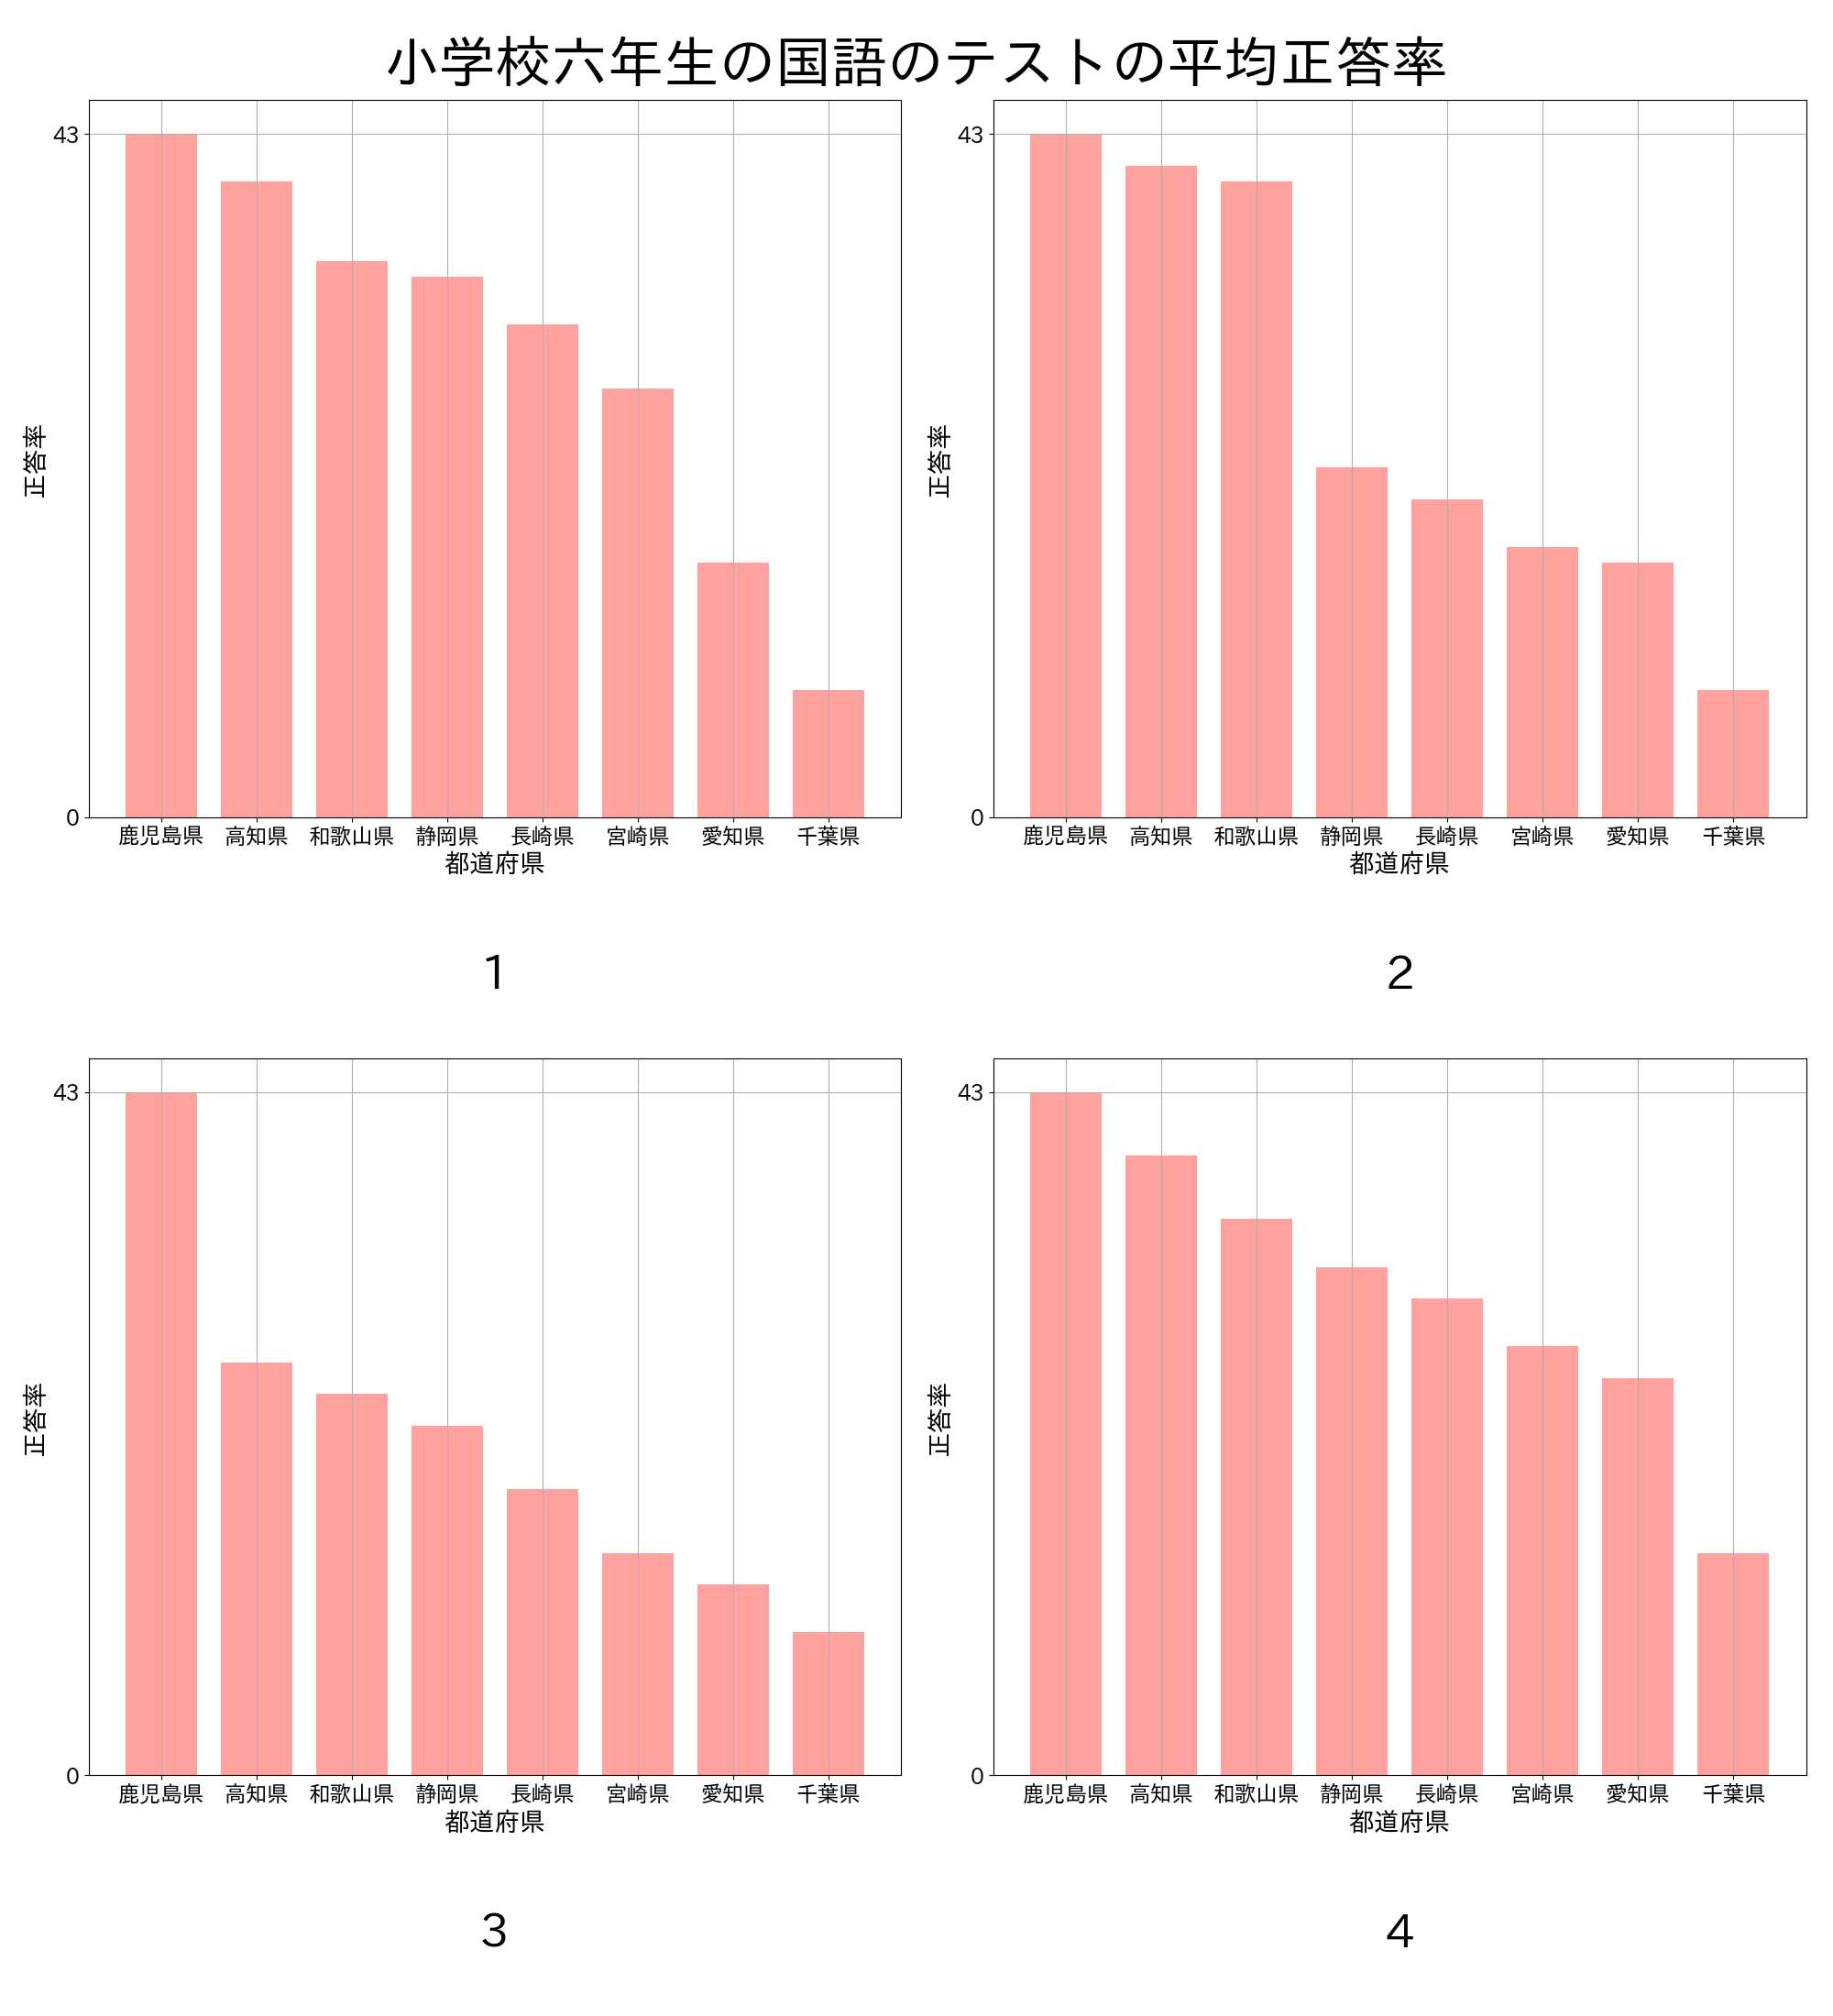 小学校六年生の国語のテストの平均正答率
43
0
正答率
鹿児島県 高知県 和歌山県 静岡県 長崎県 宮崎県 愛知県 千葉県
都道府県
1
43
0
正答率
鹿児島県 高知県 和歌山県 静岡県 長崎県 宮崎県 愛知県 千葉県
都道府県
2
43
0
正答率
鹿児島県 高知県 和歌山県 静岡県 長崎県 宮崎県 愛知県 千葉県
都道府県
3
43
0
正答率
鹿児島県 高知県 和歌山県 静岡県 長崎県 宮崎県 愛知県 千葉県
都道府県
4